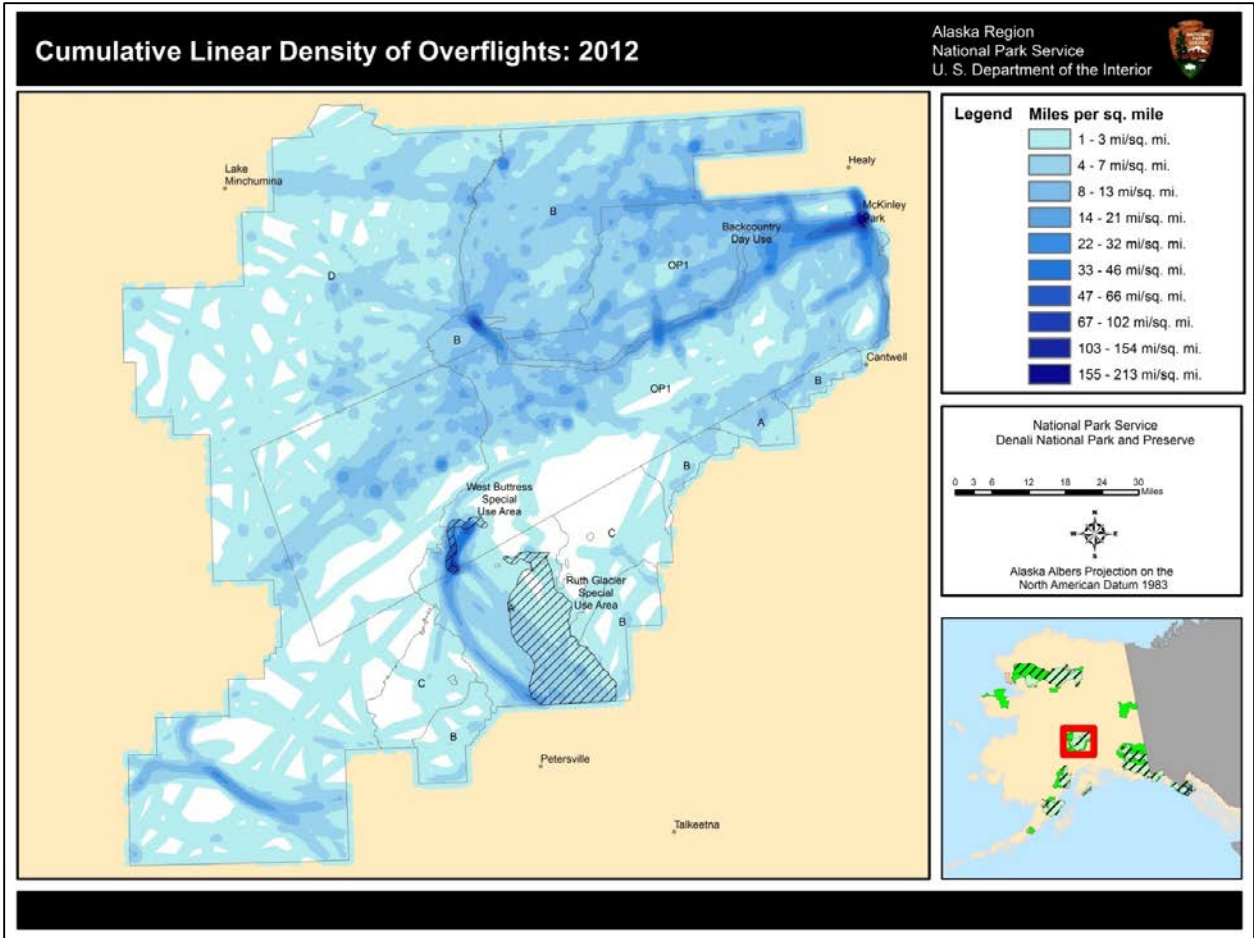 Cumulative Linear Density of Overflights: 2012
Alaska Region
National Park Service
U. S. Department of the Interior
NATIONAL
PARK
SERVICE
Lake
Minchumina
Healy
McKinley
Park
Backcountry
Day Use
B
OP1
D
B
Cantwell
OP1
B
A
B
West Buttress
Special
Use Area
C
Ruth Glacier
Special
Use Area
A
B
C
B
Petersville
Talkeetna
Legend
Miles per sq. mile
1 - 3 mi/sq. mi.
4 - 7 mi/sq. mi.
8 - 13 mi/sq. mi.
14 - 21 mi/sq. mi.
22 - 32 mi/sq. mi.
33 - 46 mi/sq. mi.
47 - 66 mi/sq. mi.
67 - 102 mi/sq. mi.
103 - 154 mi/sq. mi.
155 - 213 mi/sq. mi.
National Park Service
Denali National Park and Preserve
0 3 6 12 18 24 30
Miles
N
W E
S
Alaska Albers Projection on the
North American Datum 1983